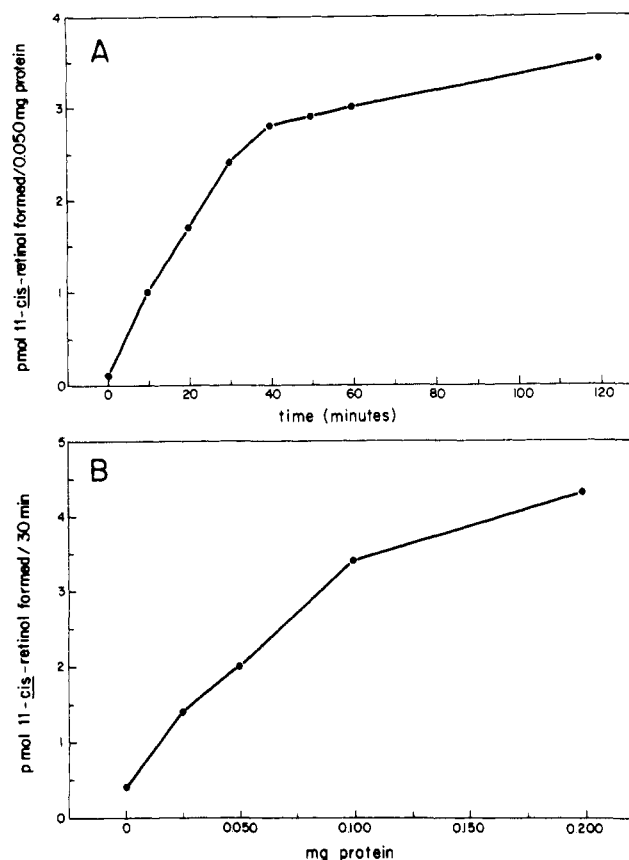 A
pmol 11-cis-retinol formed/0.050 mg protein
4
3
2
1
0
0 20 40 60 80 100 120
time (minutes)
B
pmol 11-cis-retinol formed/30 min
5
4
3
2
1
0
0 0.050 0.100 0.150 0.200
mg protein